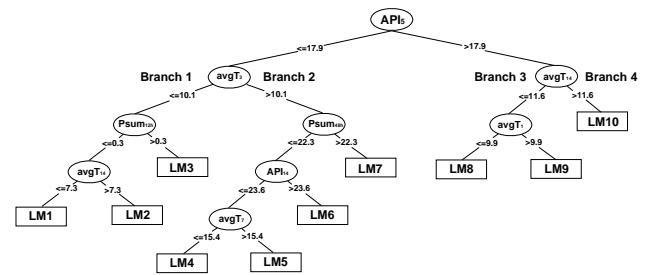 API₅
<=17.9 >17.9
Branch 1 avgT₃ Branch 2 Branch 3 avgT₁₄ Branch 4
<=10.1 >10.1 <=11.6 >11.6
Psum₁₂ₕ Psum₄₈ₕ avgT₁ LM10
<=0.3 >0.3 <=22.3 >22.3 <=9.9 >9.9
avgT₁₄ LM3 API₁₄ LM7 LM8 LM9
<=7.3 >7.3 <=23.6 >23.6
LM1 LM2 avgT₇ LM6
<=15.4 >15.4
LM4 LM5